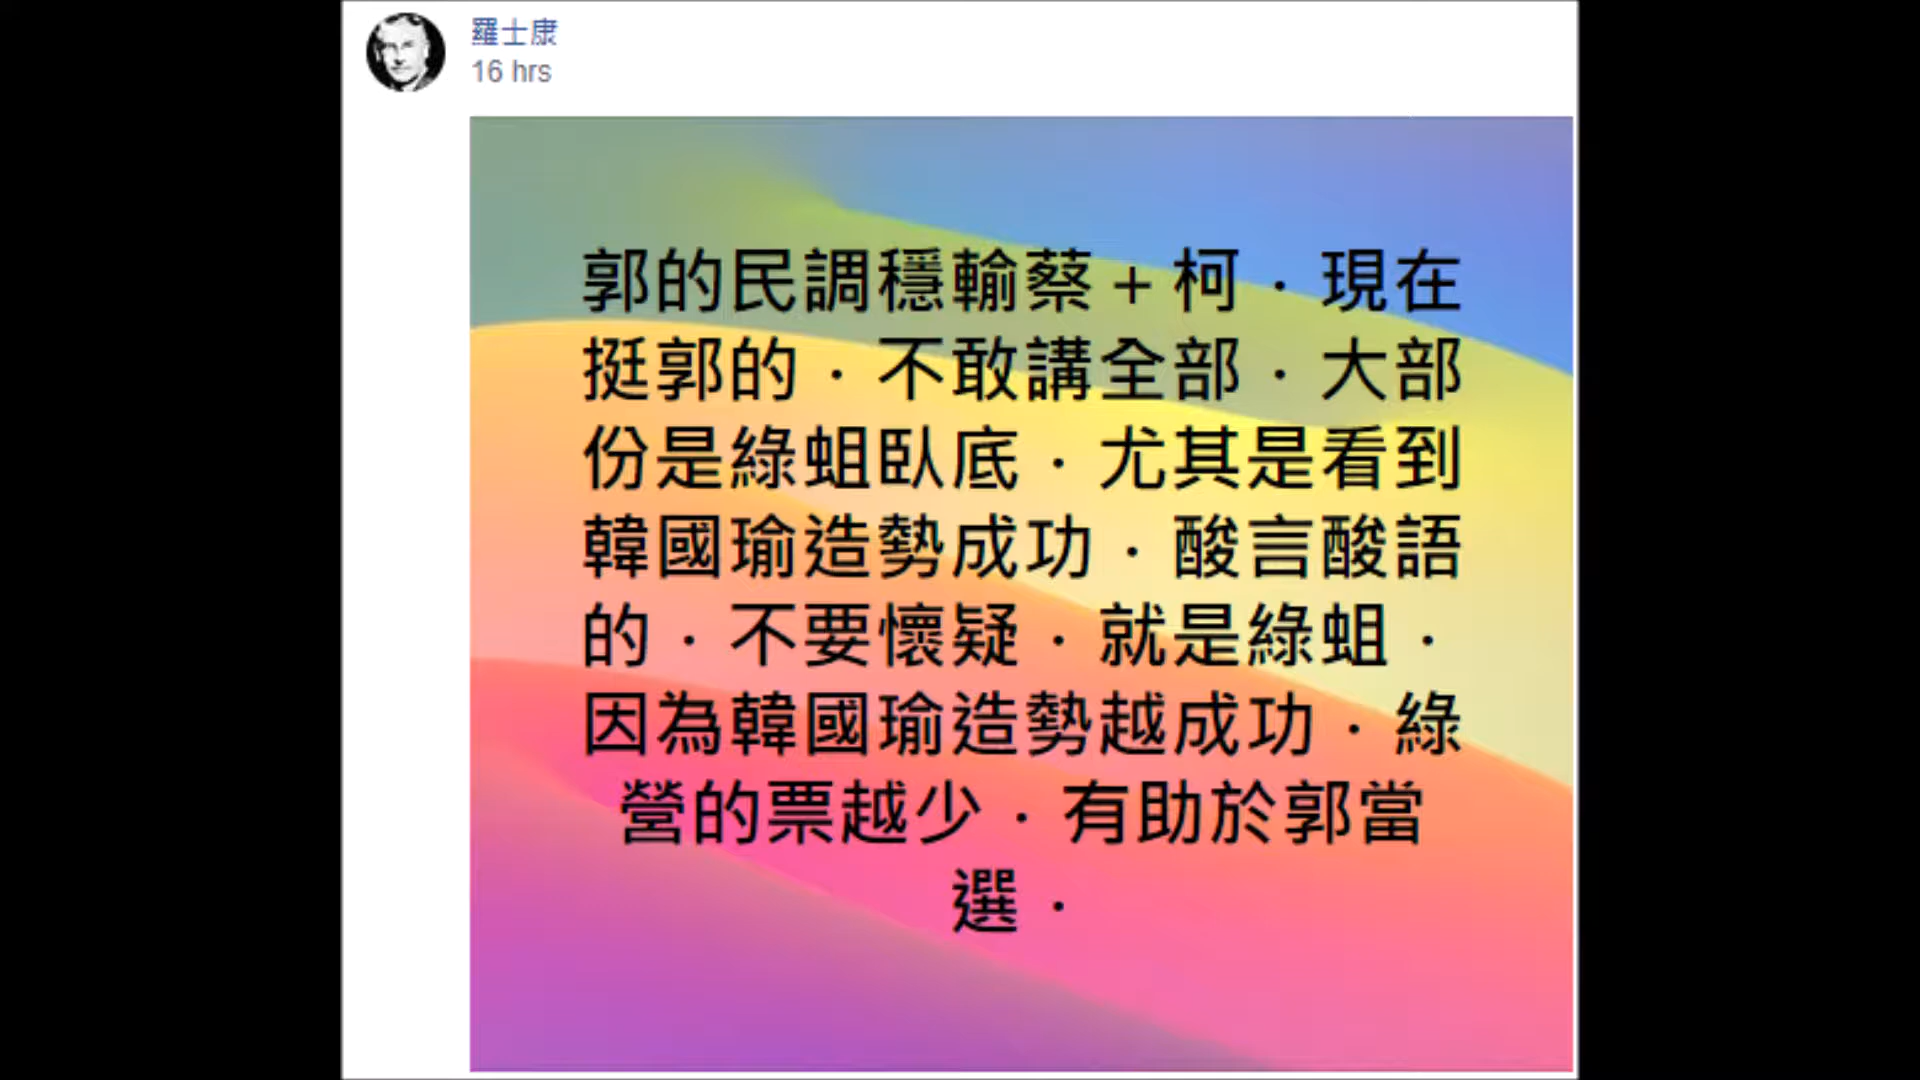 羅士康
16 hrs
郭的民調穩輸蔡+柯．現在
挺郭的．不敢講全部．大部
份是綠蛆臥底．尤其是看到
韓國瑜造勢成功．酸言酸語
的．不要懷疑．就是綠蛆．
因為韓國瑜造勢越成功．綠
營的票越少．有助於郭當
選．